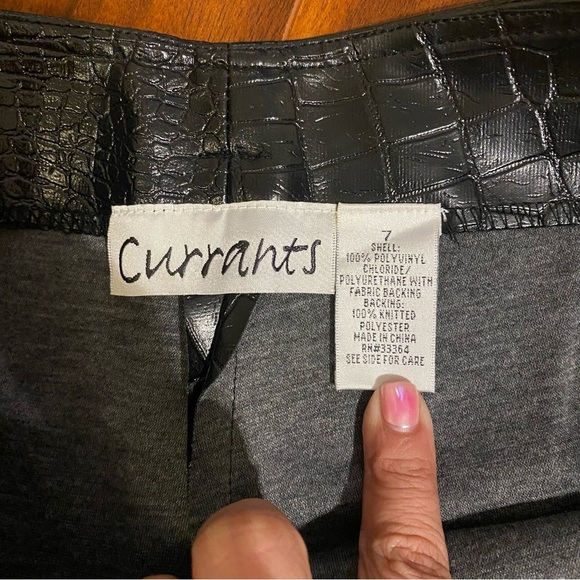 Currants
7
SHELL:
100% POLYUINYL
CHLORIDE/
POLYURETHANE WITH
FABRIC BACKING
BACKING:
100% KNITTED
POLYESTER
MADE IN CHINA
RN#33364
SEE SIDE FOR CARE